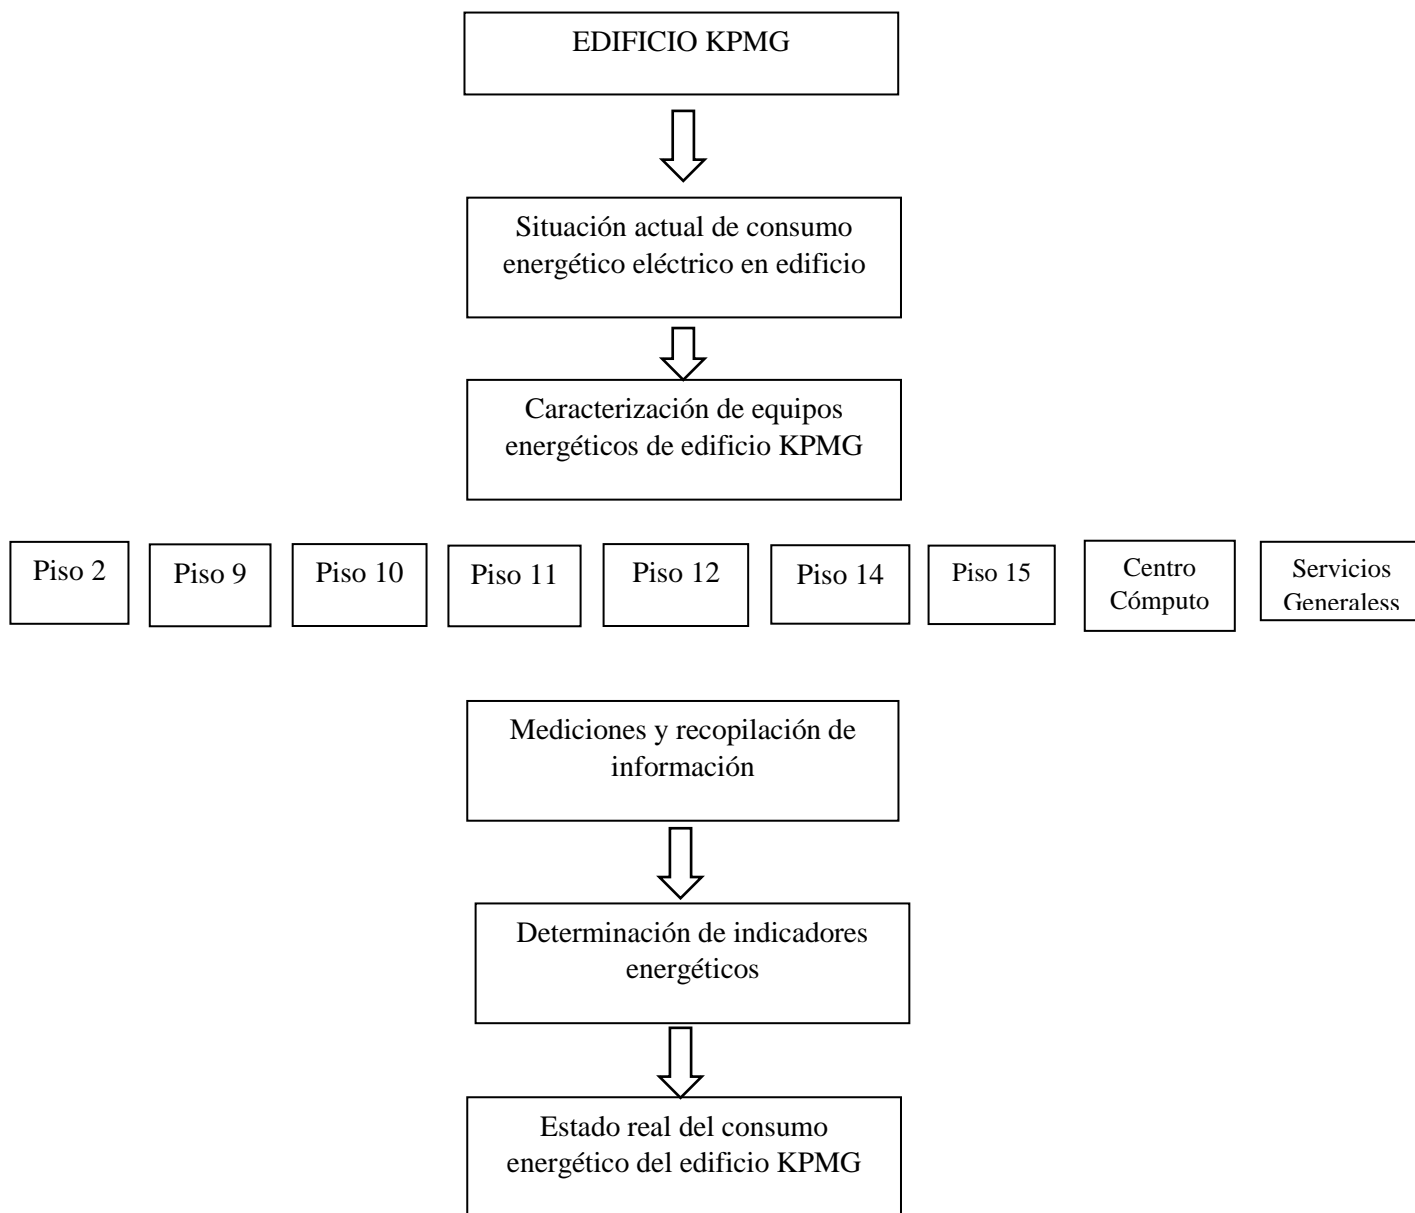 EDIFICIO KPMG
Situación actual de consumo
energético eléctrico en edificio
Caracterización de equipos
energéticos de edificio KPMG
Piso 2
Piso 9
Piso 10
Piso 11
Piso 12
Piso 14
Piso 15
Centro
Cómputo
Servicios
Generaless
Mediciones y recopilación de
información
Determinación de indicadores
energéticos
Estado real del consumo
energético del edificio KPMG